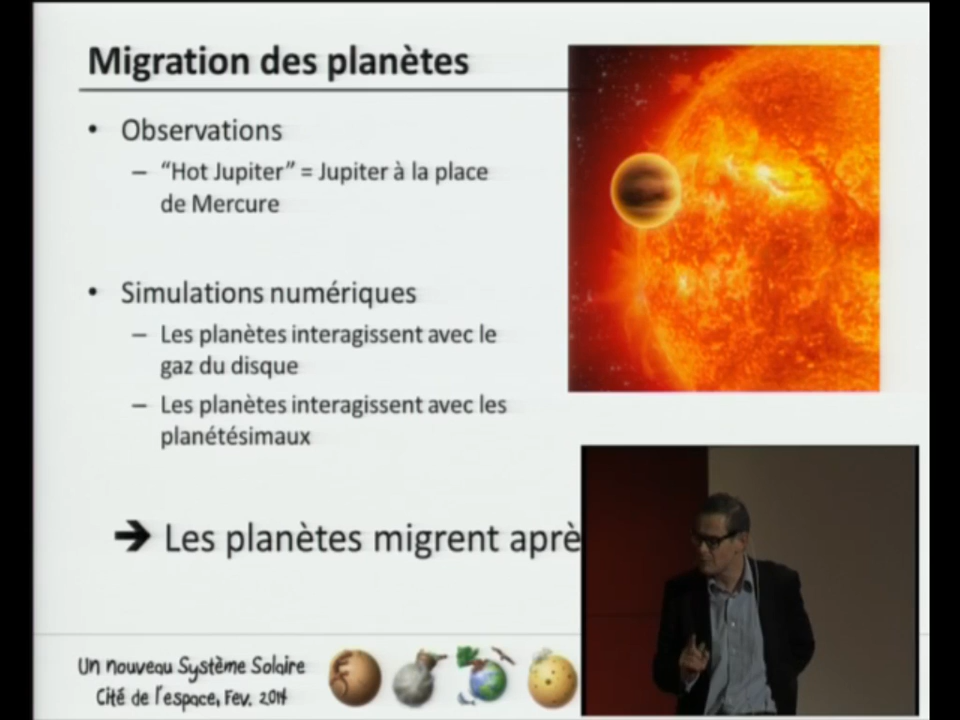 Migration des planètes
• Observations
– “Hot Jupiter” = Jupiter à la place
de Mercure
• Simulations numériques
– Les planètes interagissent avec le
gaz du disque
– Les planètes interagissent avec les
planétésimaux
➔ Les planètes migrent aprè
Un nouveau Système Solaire
Cité de l'espace, Fev. 2014